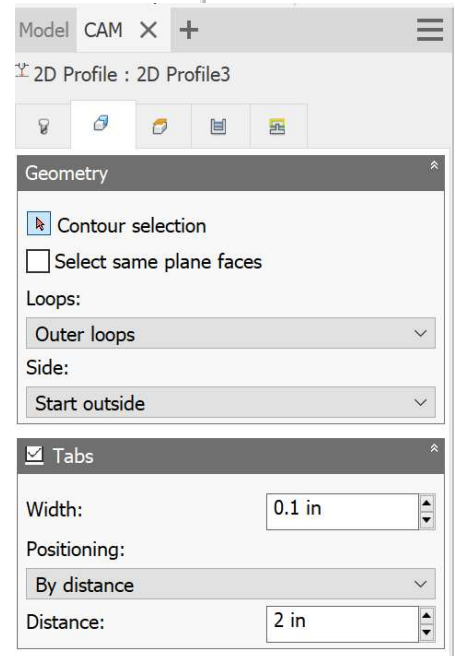 Model CAM
2D Profile : 2D Profile3
Geometry
Contour selection
Select same plane faces
Loops:
Outer loops
Side:
Start outside
Tabs
Width: 0.1 in
Positioning:
By distance
Distance: 2 in